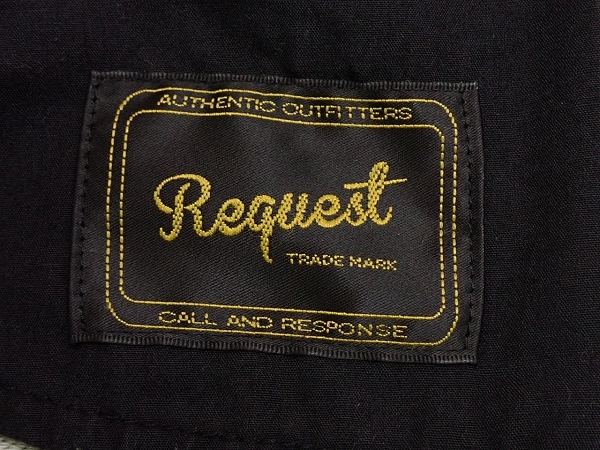 AUTHENTIC OUTFITTERS
Request
TRADE MARK
CALL AND RESPONSE